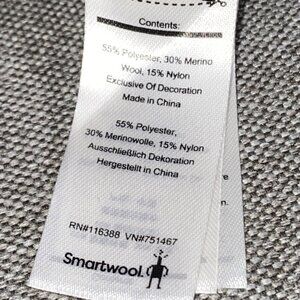 Contents:
55% Polyester, 30% Merino
Wool, 15% Nylon
Exclusive Of Decoration
Made in China
55% Polyester,
30% Merinowolle, 15% Nylon
Ausschließlich Dekoration
Hergestellt in China
RN#116388 VN#751467
Smartwool